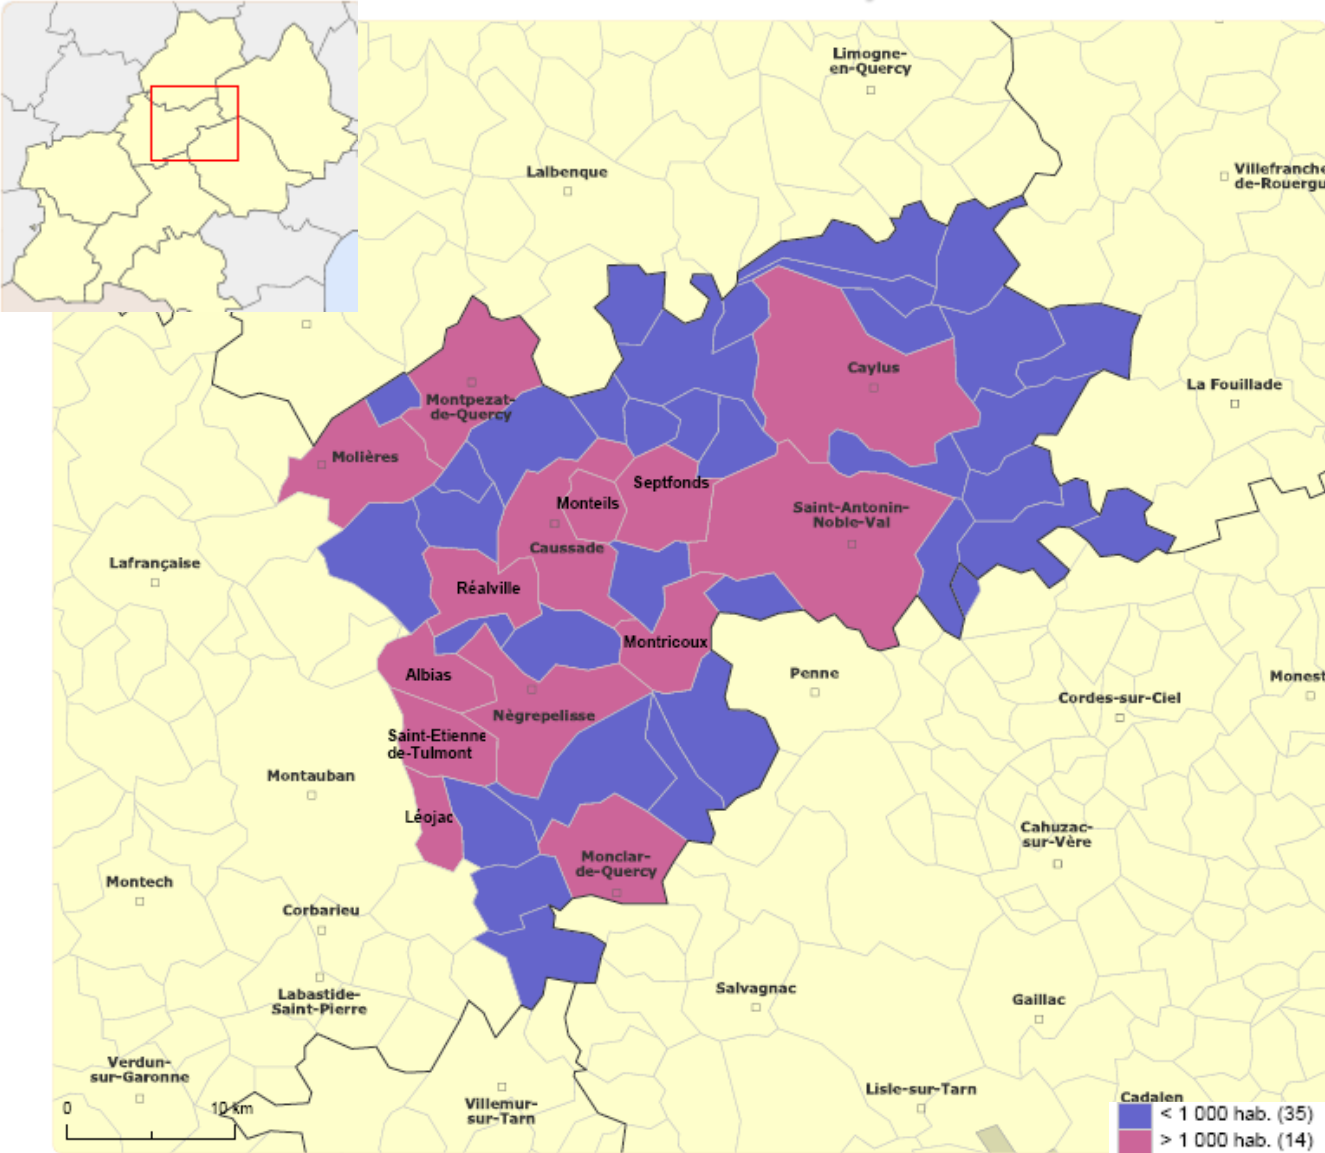 Limogne-
en-Quercy
Lalbenque
Villefranche
de-Rouergu
Caylus
La Fouillade
Montpezat-
de-Quercy
Molières
Septfonds
Monteils
Saint-Antonin-
Noble-Val
Caussade
Lafrançaise
Réalville
Montricoux
Albias
Penne
Monest
Cordes-sur-Ciel
Nègrepelisse
Saint-Etienne
de-Tulmont
Montauban
Léojac
Cahuzac-
sur-Vère
Monclar-
de-Quercy
Montech
Corbarieu
Salvagnac
Labastide-
Saint-Pierre
Gaillac
Verdun-
sur-Garonne
Lisle-sur-Tarn
Cadalen
Villemur-
sur-Tarn
0 10 km
< 1 000 hab. (35)
> 1 000 hab. (14)